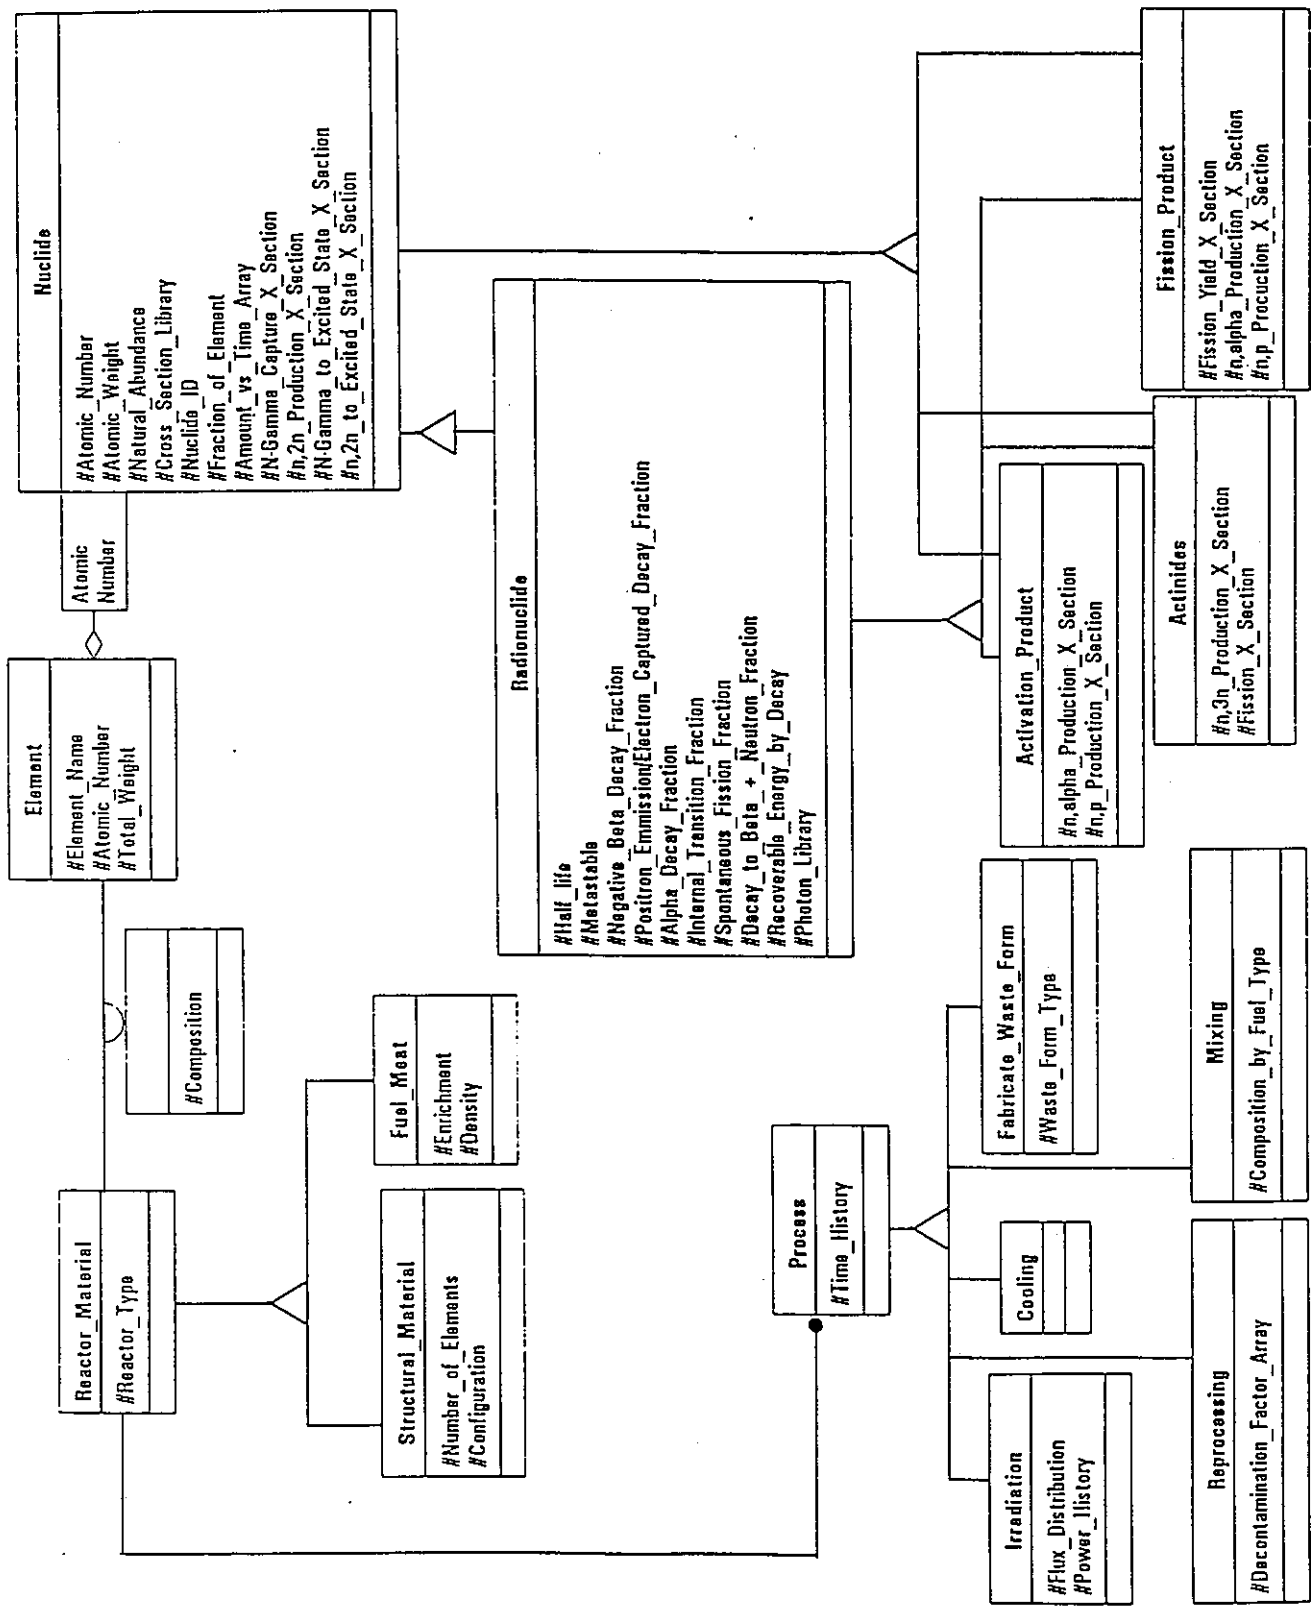 Reactor_Material
#Reactor_Type
#Composition
Element
#Element_Name
#Atomic_Number
#Total_Weight
Atomic
Number
Nuclide
#Atomic_Number
#Atomic_Weight
#Natural_Abundance
#Cross_Section_Library
#Nuclide_ID
#Fraction_of_Element
#Amount_vs_Time_Array
#N-Gamma_Capture_X_Section
#n,2n_Production_X_Section
#N-Gamma_to_Excited_State_X_Section
#n,2n_to_Excited_State_X_Section
Structural_Material
#Number_of_Elements
#Configuration
Fuel_Meat
#Enrichment
#Density
Radionuclide
#Half_life
#Metastable
#Negative_Beta_Decay_Fraction
#Positron_Emmission/Electron_Captured_Decay_Fraction
#Alpha_Decay_Fraction
#Internal_Transition_Fraction
#Spontaneous_Fission_Fraction
#Decay_to_Beta_+_Neutron_Fraction
#Recoverable_Energy_by_Decay
#Photon_Library
Process
#Time_History
Irradiation
#Flux_Distribution
#Power_History
Cooling
Fabricate_Waste_Form
#Waste_Form_Type
Activation_Product
#n,alpha_Production_X_Section
#n,p_Production_X_Section
Reprocessing
#Decontamination_Factor_Array
Mixing
#Composition_by_Fuel_Type
Actinides
#n,3n_Production_X_Section
#Fission_X_Section
Fission_Product
#Fission_Yield_X_Section
#n,alpha_Production_X_Section
#n,p_Procuction_X_Section